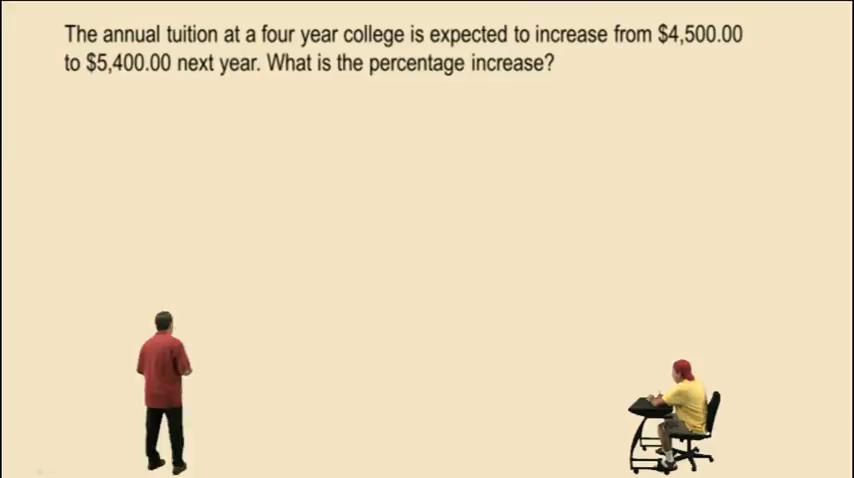 The annual tuition at a four year college is expected to increase from $4,500.00
to $5,400.00 next year. What is the percentage increase?